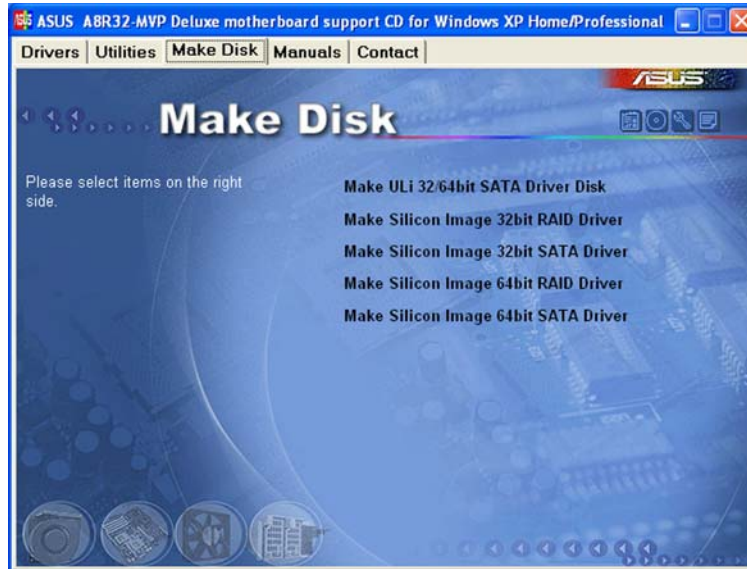 ASUS A8R32-MVP Deluxe motherboard support CD for Windows XP Home/Professional
Drivers Utilities Make Disk Manuals Contact
ASUS
Make Disk
Please select items on the right
side.
Make ULi 32/64bit SATA Driver Disk
Make Silicon Image 32bit RAID Driver
Make Silicon Image 32bit SATA Driver
Make Silicon Image 64bit RAID Driver
Make Silicon Image 64bit SATA Driver